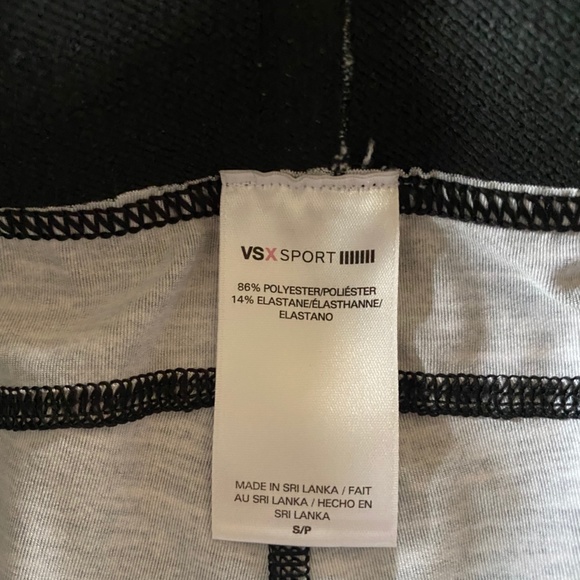 VSX SPORT
86% POLYESTER/POLIÉSTER
14% ELASTANE/ÉLASTHANNE/
ELASTANO
MADE IN SRI LANKA / FAIT
AU SRI LANKA / HECHO EN
SRI LANKA
S/P